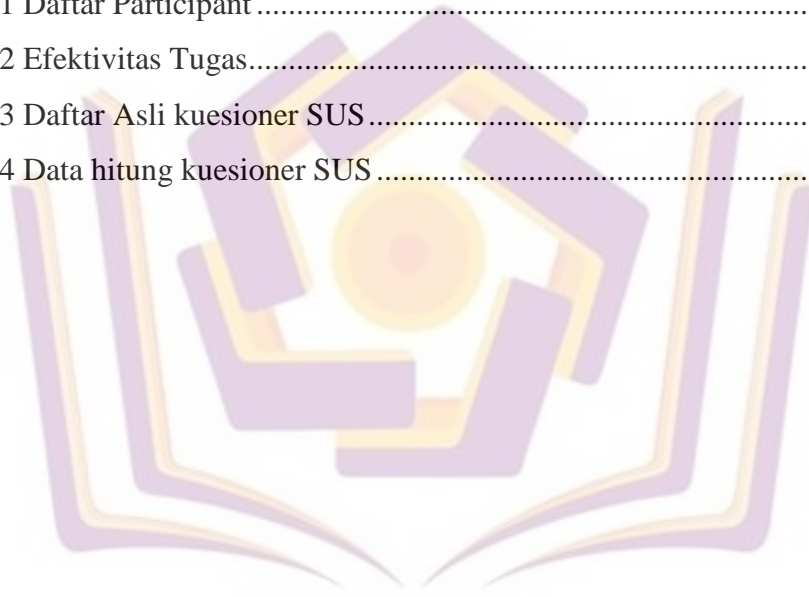 1 Daftar Participant ........................................................................
2 Efektivitas Tugas.........................................................................
3 Daftar Asli kuesioner SUS..........................................................
4 Data hitung kuesioner SUS.........................................................